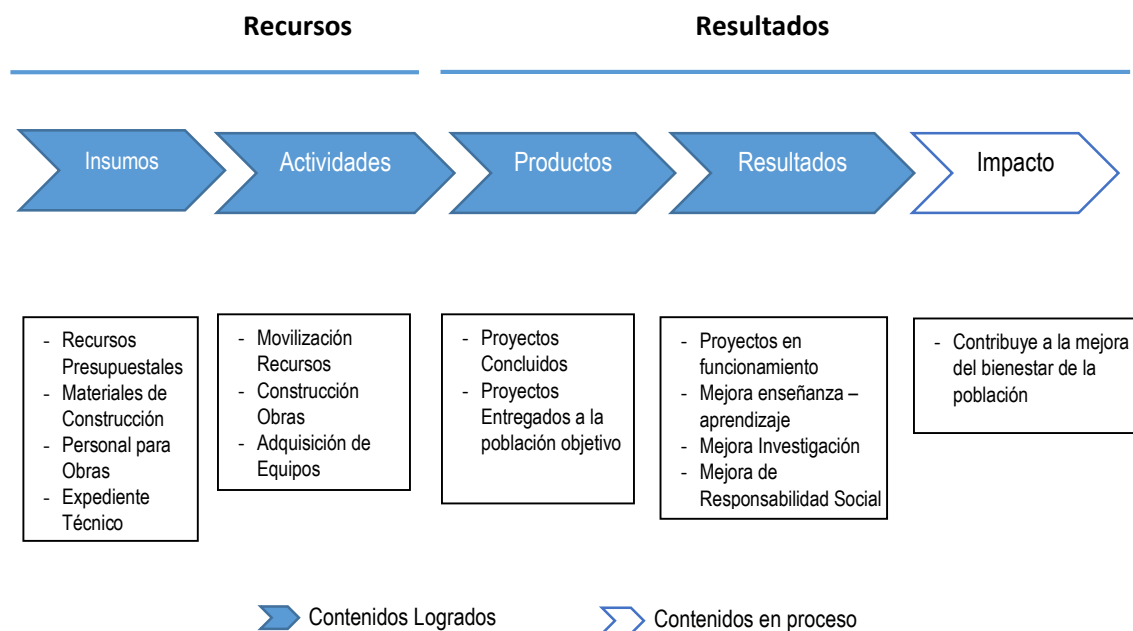 Recursos
Resultados
Insumos
Actividades
Productos
Resultados
Impacto
- Recursos
Presupuestales
- Materiales de
Construcción
- Personal para
Obras
- Expediente
Técnico
- Movilización
Recursos
- Construcción
Obras
- Adquisición de
Equipos
- Proyectos
Concluidos
- Proyectos
Entregados a la
población objetivo
- Proyectos en
funcionamiento
- Mejora enseñanza –
aprendizaje
- Mejora Investigación
- Mejora de
Responsabilidad Social
- Contribuye a la mejora
del bienestar de la
población
Contenidos Logrados
Contenidos en proceso